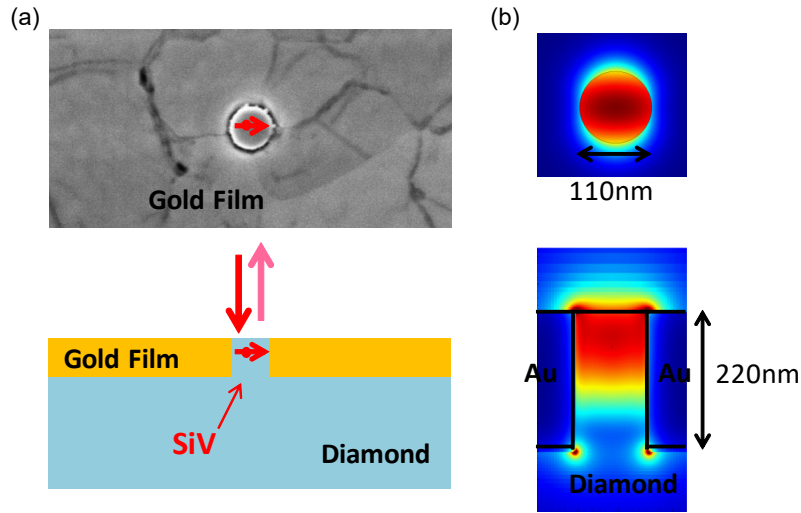 (a)
(b)
Gold Film
110nm
Gold Film
SiV
Diamond
Au
Au
220nm
Diamond